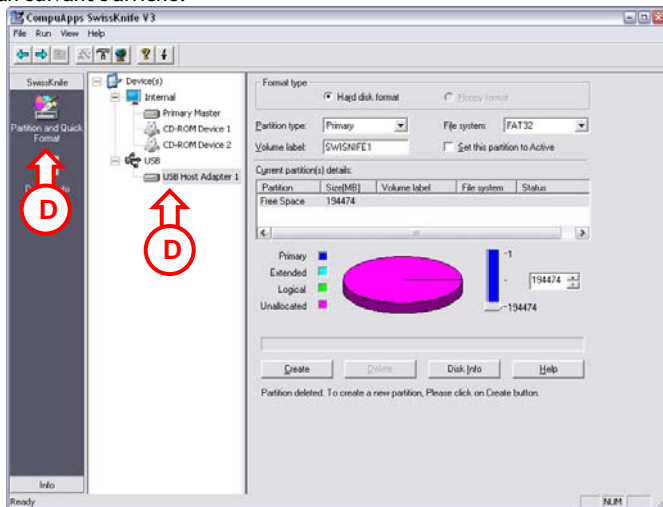 CompuApps SwissKnife V3
File Run View Help
SwissKnife
Partition and Quick Format
D
Info
Device(s)
Internal
Primary Master
CD-ROM Device 1
CD-ROM Device 2
USB
USB Host Adapter 1
D
Format type
Hard disk format
Floppy format
Partition type: Primary
File system: FAT32
Volume label: SWISNIFE1
Set this partition to Active
Current partition(s) details:
Partition Size[MB] Volume label File system Status
Free Space 194474
Primary
Extended
Logical
Unallocated
-1
194474
-194474
Create Delete Disk Info Help
Partition deleted. To create a new partition, Please click on Create button.
Ready
NUM